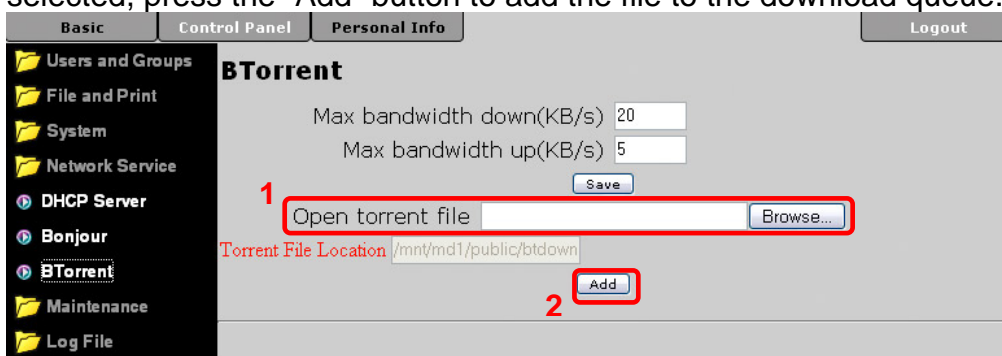 selected, press the "Add" button to add the file to the download queue.
Basic Control Panel Personal Info Logout
Users and Groups
File and Print
System
Network Service
DHCP Server
Bonjour
BTorrent
Maintenance
Log File
BTorrent
Max bandwidth down(KB/s) 20
Max bandwidth up(KB/s) 5
Save
1
Open torrent file Browse...
Torrent File Location /mnt/md1/public/btdown
Add
2